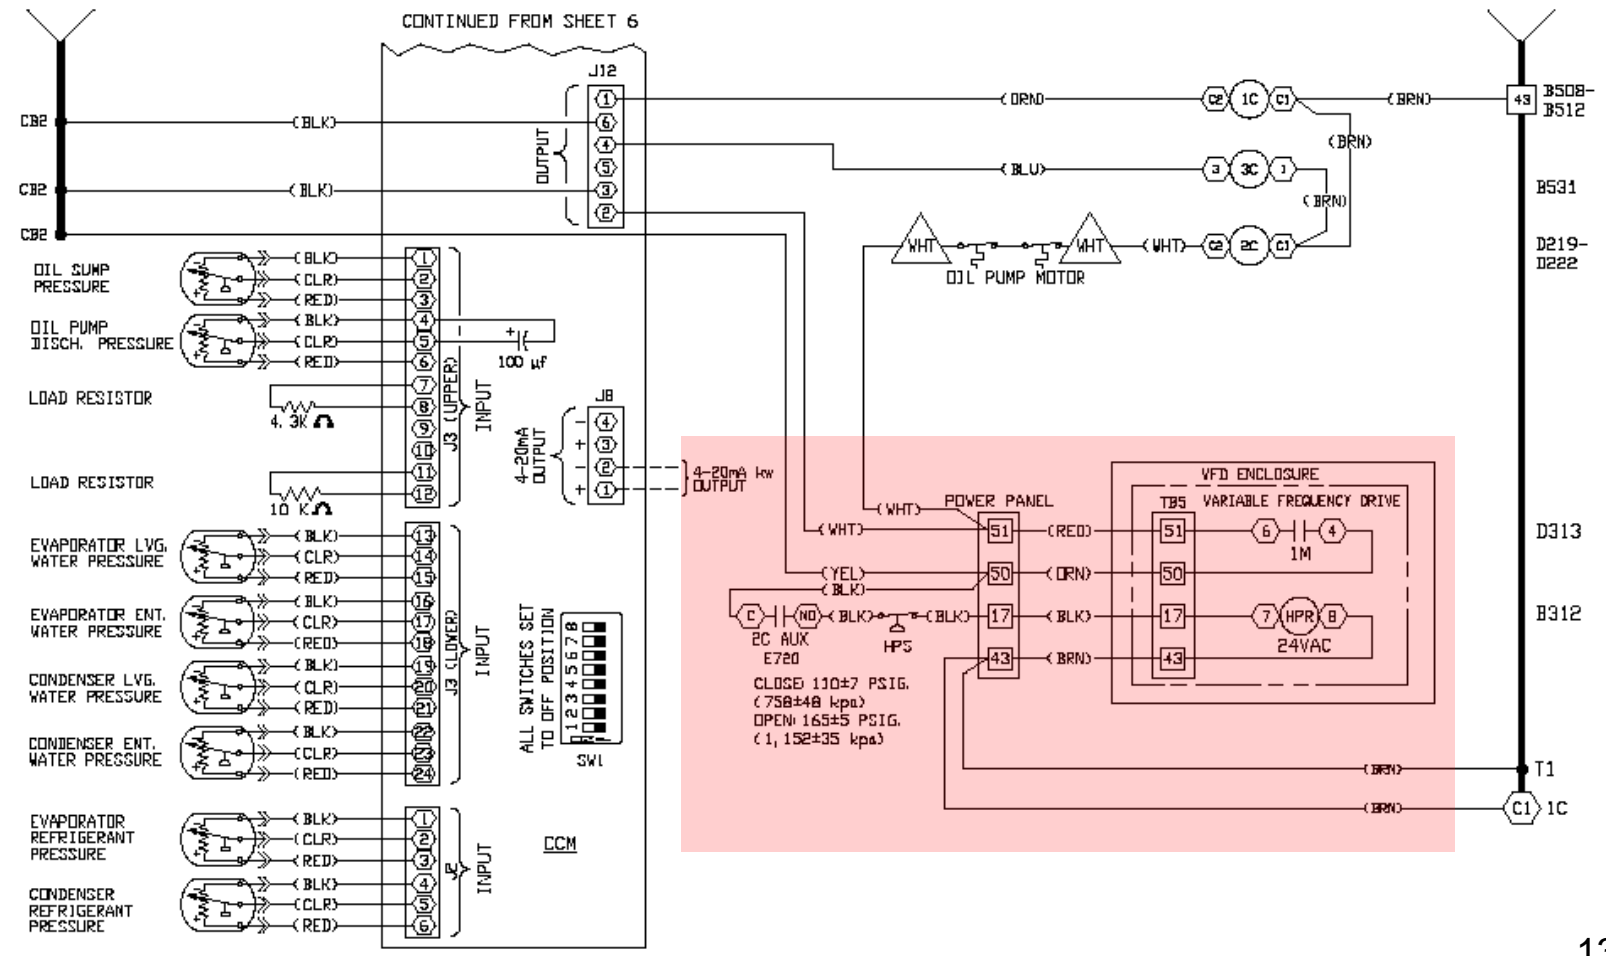 CONTINUED FROM SHEET 6
J12
CB2
(BLK)
CB2
(BLK)
CB2
OUTPUT
1
6
4
5
3
2
(ORN)
C2 1C C1
(BRN)
43
B508-
B512
(BRN)
(BLU)
3 3C 1
(BRN)
B531
WHT
WHT
(WHT)
C2 2C C1
OIL PUMP MOTOR
D219-
D222
OIL SUMP
PRESSURE
(BLK) 1
(CLR) 2
(RED) 3
OIL PUMP
DISCH. PRESSURE
(BLK) 4
(CLR) 5
(RED) 6
+
100 µf
LOAD RESISTOR
4.3K Ω
7
8
9
10
LOAD RESISTOR
10 KΩ
11
12
J3 (UPPER)
INPUT
J8
4-20mA
OUTPUT
- 4
+ 3
- 2
+ 1
4-20mA kw
OUTPUT
EVAPORATOR LVG.
WATER PRESSURE
(BLK) 13
(CLR) 14
(RED) 15
EVAPORATOR ENT.
WATER PRESSURE
(BLK) 16
(CLR) 17
(RED) 18
CONDENSER LVG.
WATER PRESSURE
(BLK) 19
(CLR) 20
(RED) 21
CONDENSER ENT.
WATER PRESSURE
(BLK) 22
(CLR) 23
(RED) 24
J3 (LOWER)
INPUT
ALL SWITCHES SET
TO OFF POSITION
1 2 3 4 5 6 7 8
SW1
EVAPORATOR
REFRIGERANT
PRESSURE
(BLK) 1
(CLR) 2
(RED) 3
CONDENSER
REFRIGERANT
PRESSURE
(BLK) 4
(CLR) 5
(RED) 6
J2
INPUT
CCM
POWER PANEL
VFD ENCLOSURE
TB5 VARIABLE FREQUENCY DRIVE
(WHT)
(WHT) 51 (RED) 51 6 4
1M
D313
(YEL) 50 (ORN) 50
(BLK)
C NO (BLK) (BLK) 17 (BLK) 17 7 HPR 8
B312
2C AUX
HPS
24VAC
E720
43 (BRN) 43
CLOSE: 110±7 PSIG.
(758±48 kpa)
OPEN: 165±5 PSIG.
(1,152±35 kpa)
(BRN)
T1
(BRN)
C1 1C